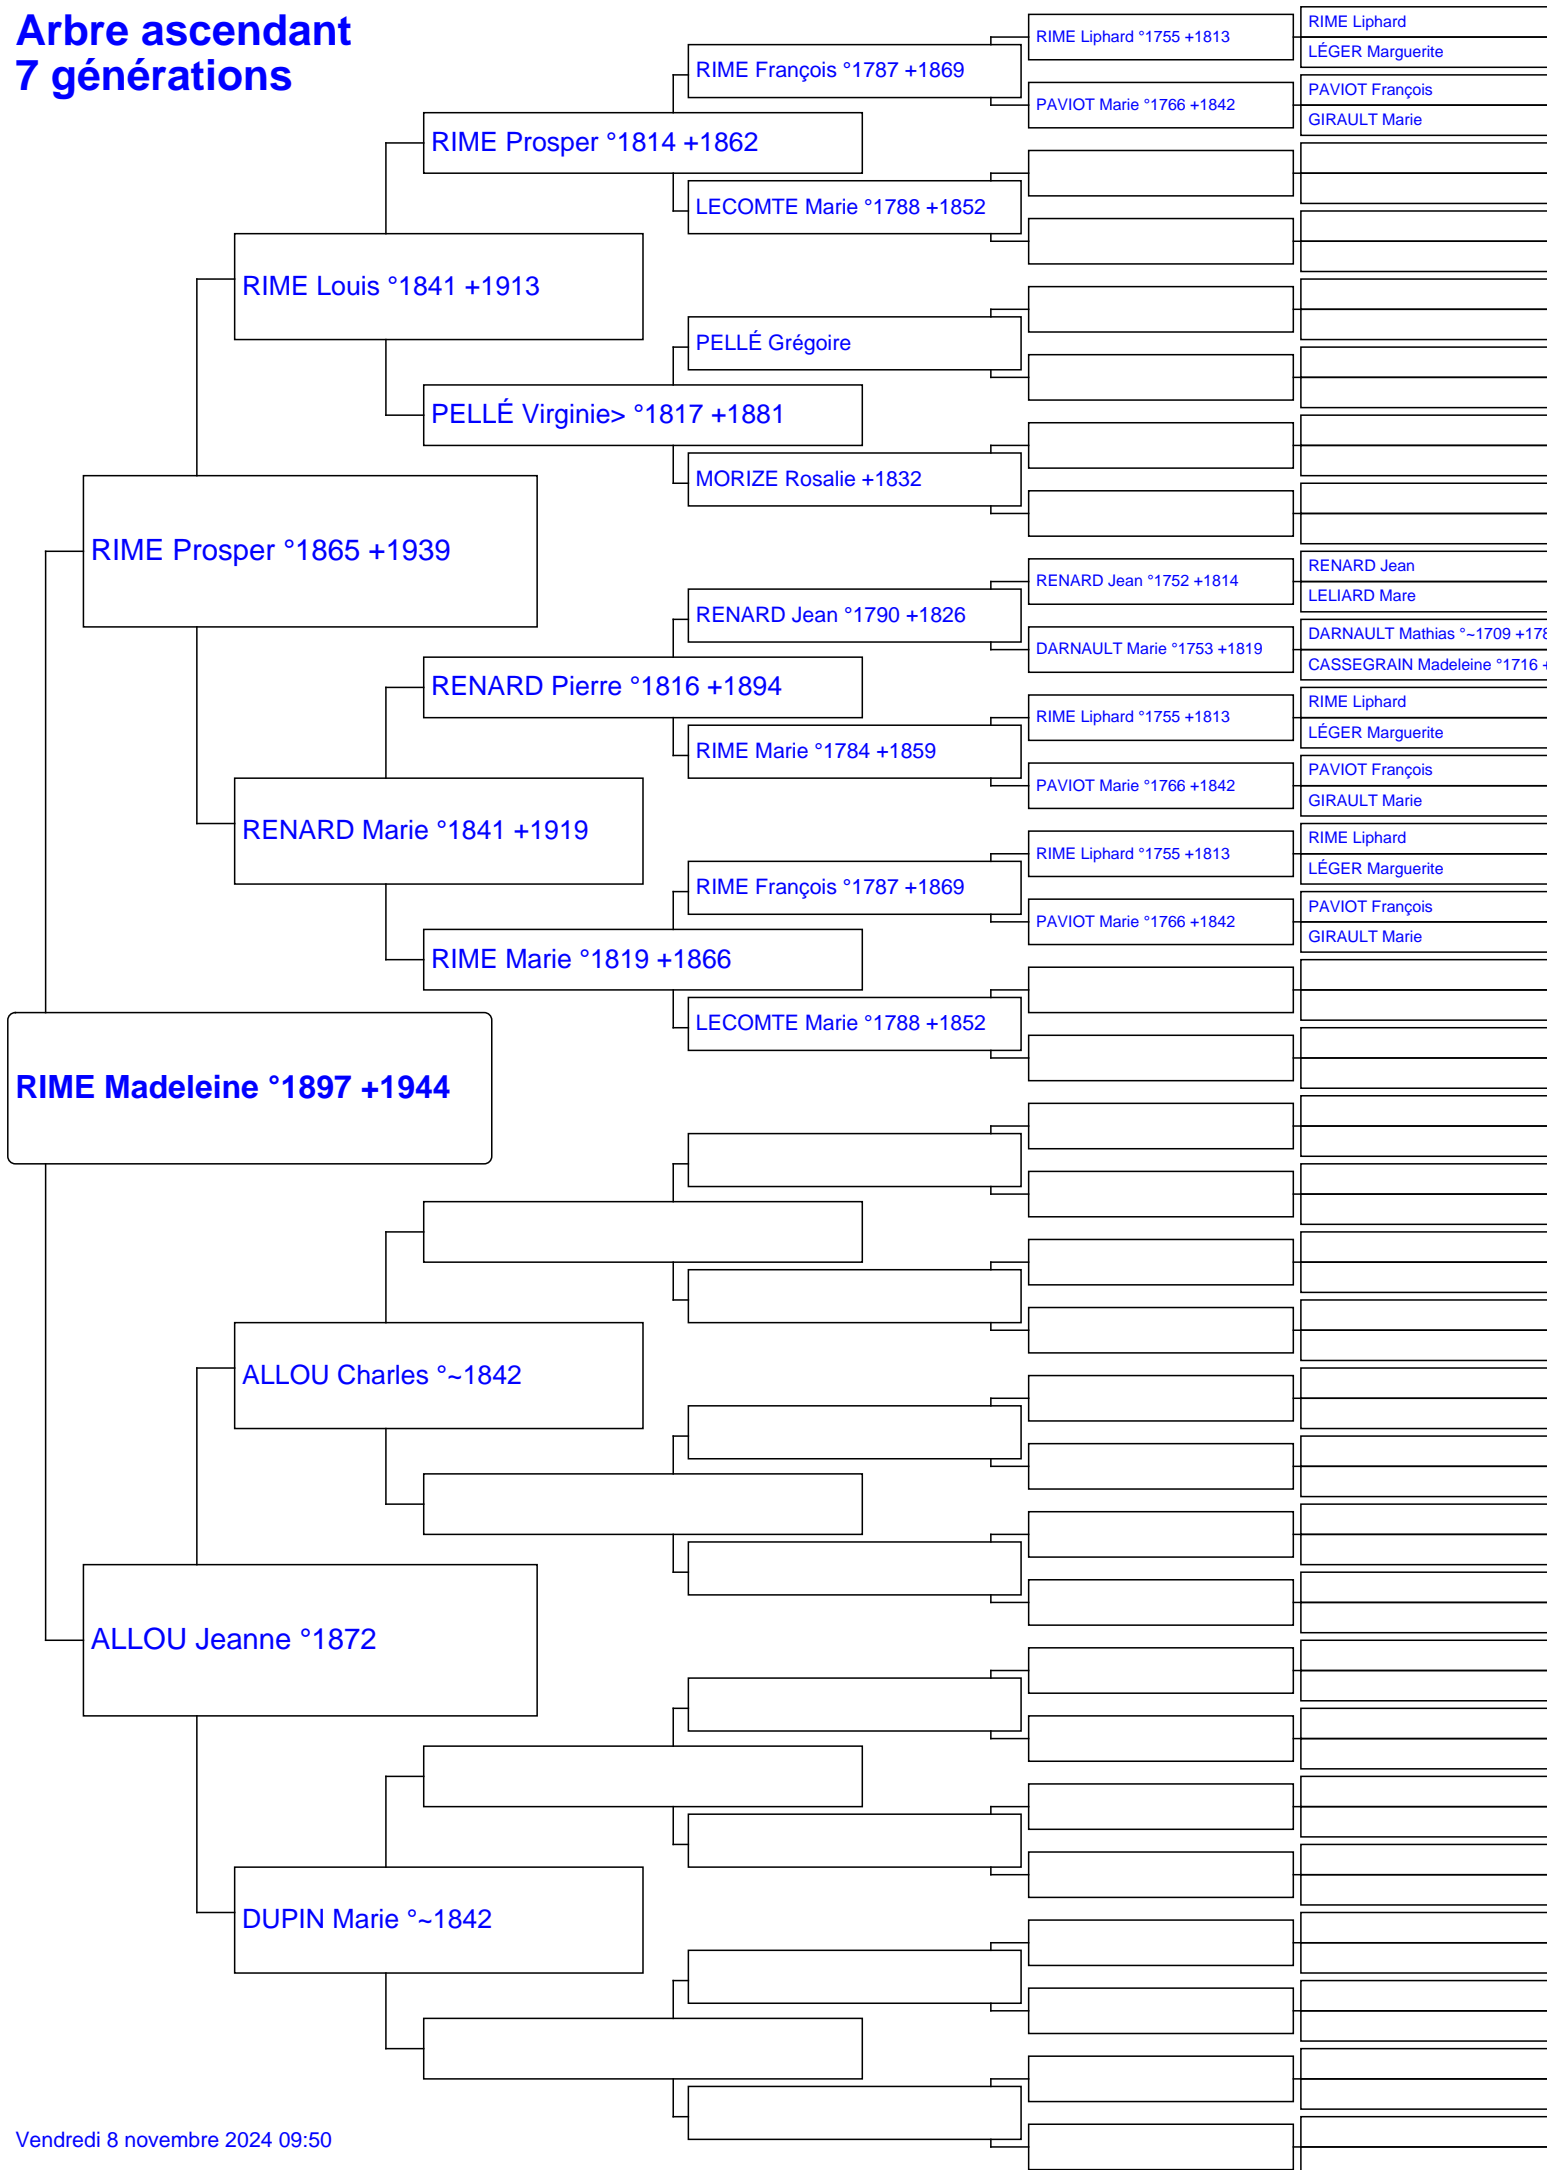 Arbre ascendant
7 générations
RIME Liphard °1755 +1813
RIME Liphard
LÉGER Marguerite
RIME François °1787 +1869
PAVIOT Marie °1766 +1842
PAVIOT François
GIRAULT Marie
RIME Prosper °1814 +1862
LECOMTE Marie °1788 +1852
RIME Louis °1841 +1913
PELLÉ Grégoire
PELLÉ Virginie> °1817 +1881
MORIZE Rosalie +1832
RIME Prosper °1865 +1939
RENARD Jean °1752 +1814
RENARD Jean
LELIARD Mare
RENARD Jean °1790 +1826
DARNAULT Marie °1753 +1819
DARNAULT Mathias °~1709 +178
CASSEGRAIN Madeleine °1716 +
RENARD Pierre °1816 +1894
RIME Liphard °1755 +1813
RIME Liphard
LÉGER Marguerite
RIME Marie °1784 +1859
PAVIOT Marie °1766 +1842
PAVIOT François
GIRAULT Marie
RENARD Marie °1841 +1919
RIME Liphard °1755 +1813
RIME Liphard
LÉGER Marguerite
RIME François °1787 +1869
PAVIOT Marie °1766 +1842
PAVIOT François
GIRAULT Marie
RIME Marie °1819 +1866
LECOMTE Marie °1788 +1852
RIME Madeleine °1897 +1944
ALLOU Charles °~1842
ALLOU Jeanne °1872
DUPIN Marie °~1842
Vendredi 8 novembre 2024 09:50